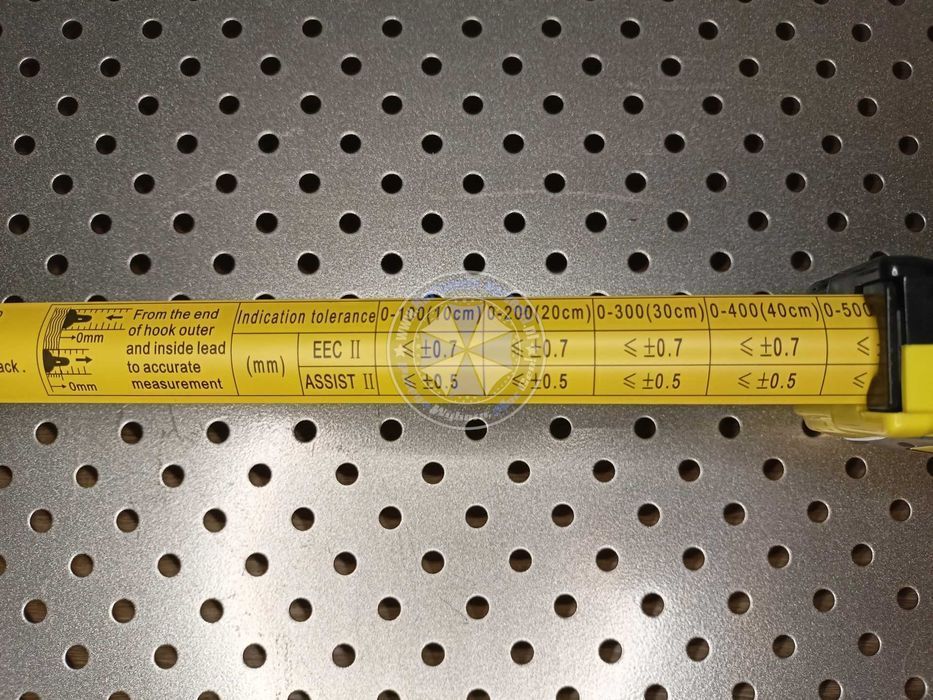 ack.
0mm
0mm
From the end
of hook outer
and inside lead
to accurate
measurement
Indication tolerance 0-100(10cm) 0-200(20cm) 0-300(30cm) 0-400(40cm) 0-500
(mm)
EEC II ≤ ±0.7 ≤ ±0.7 ≤ ±0.7 ≤ ±0.7 ≤
ASSIST II ≤ ±0.5 ≤ ±0.5 ≤ ±0.5 ≤ ±0.5 ≤